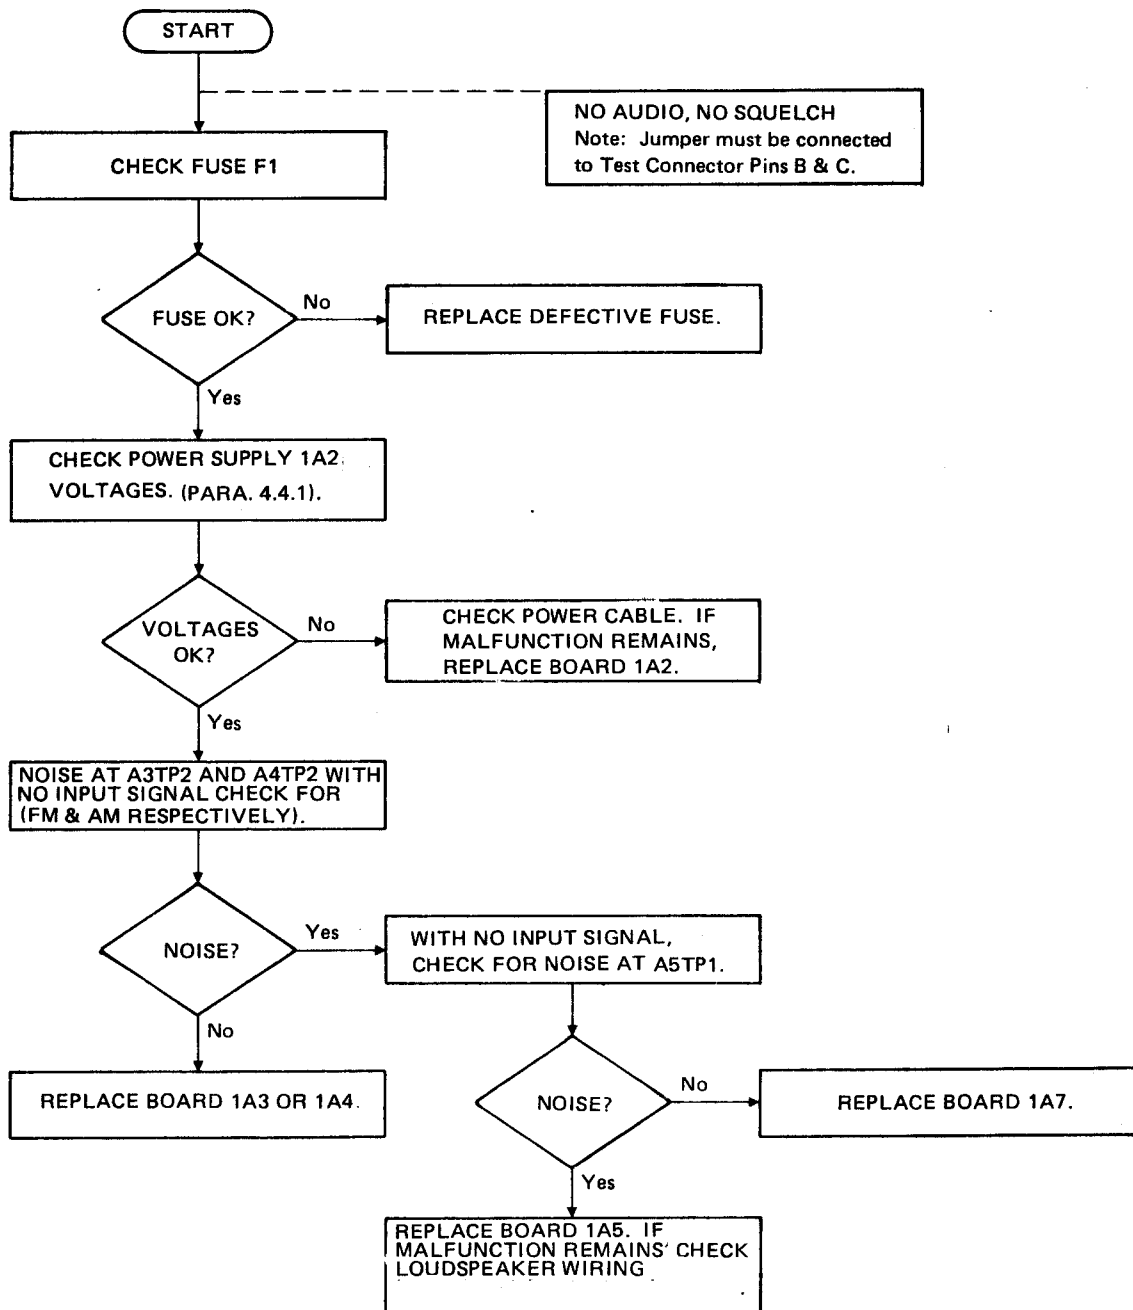 START
NO AUDIO, NO SQUELCH
Note: Jumper must be connected
to Test Connector Pins B & C.
CHECK FUSE F1
FUSE OK?
No
REPLACE DEFECTIVE FUSE.
Yes
CHECK POWER SUPPLY 1A2
VOLTAGES. (PARA. 4.4.1).
VOLTAGES
OK?
No
CHECK POWER CABLE. IF
MALFUNCTION REMAINS,
REPLACE BOARD 1A2.
Yes
NOISE AT A3TP2 AND A4TP2 WITH
NO INPUT SIGNAL CHECK FOR
(FM & AM RESPECTIVELY).
NOISE?
Yes
WITH NO INPUT SIGNAL,
CHECK FOR NOISE AT A5TP1.
No
REPLACE BOARD 1A3 OR 1A4.
NOISE?
No
REPLACE BOARD 1A7.
Yes
REPLACE BOARD 1A5. IF
MALFUNCTION REMAINS' CHECK
LOUDSPEAKER WIRING